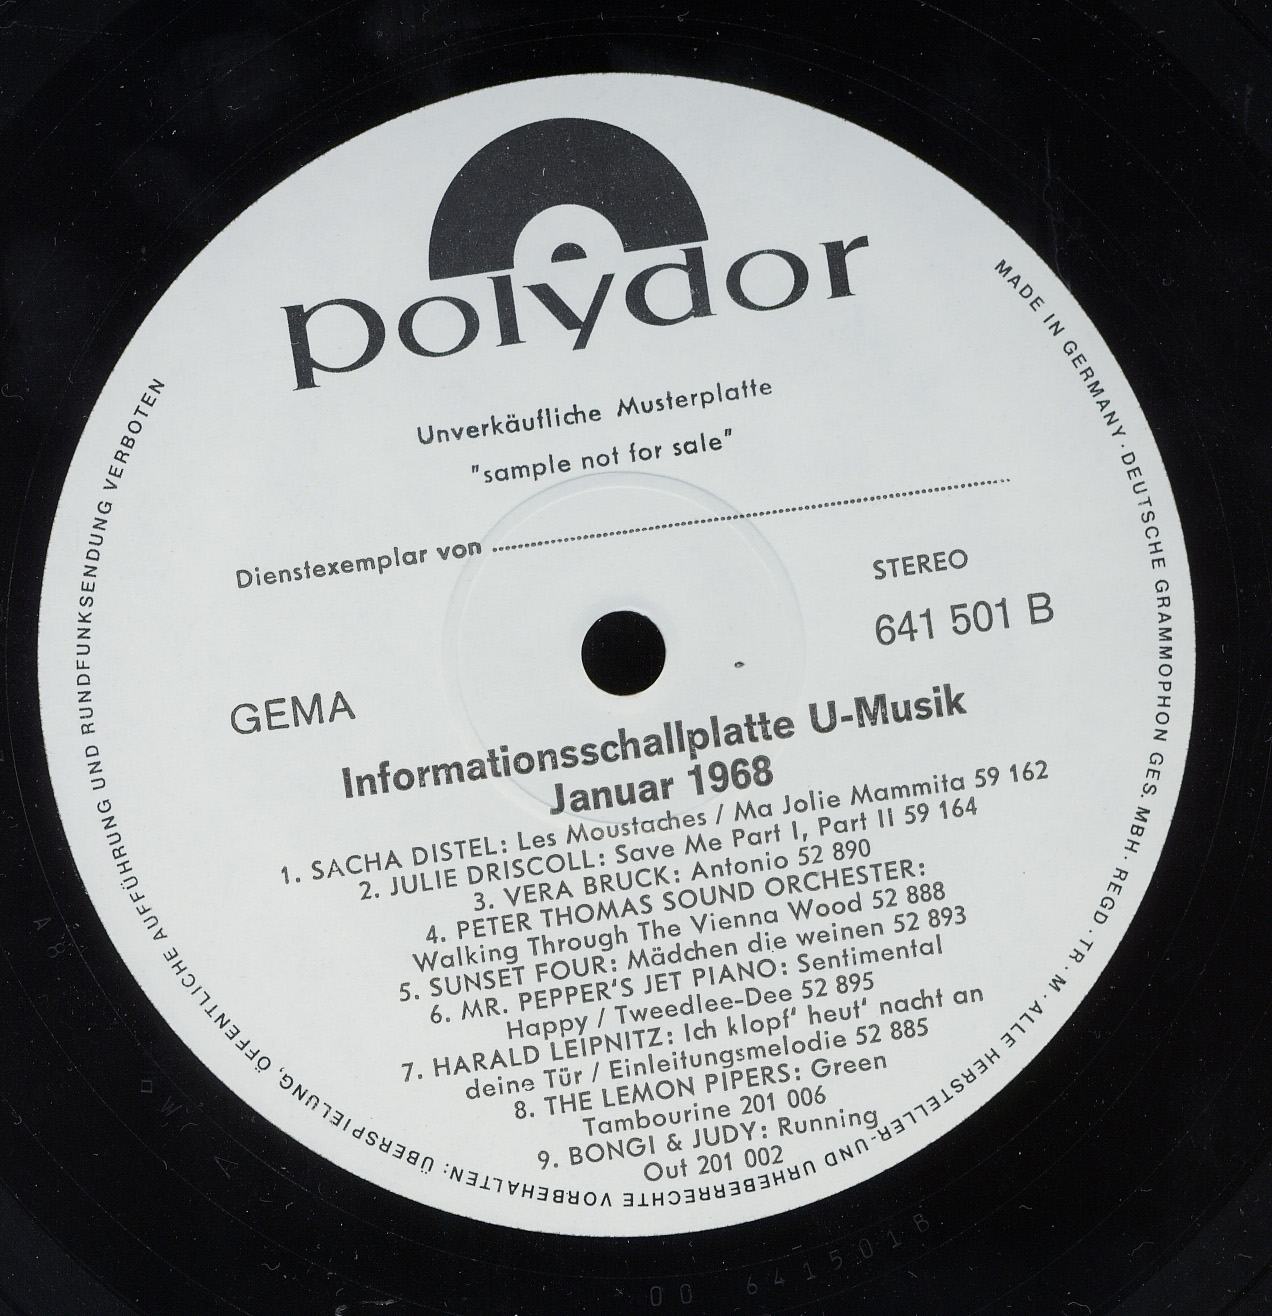 polydor
Unverkäufliche Musterplatte
"sample not for sale"
Dienstexemplar von
STEREO
641 501 B
GEMA
Informationsschallplatte U-Musik
Januar 1968
1. SACHA DISTEL: Les Moustaches / Ma Jolie Mammita 59 162
2. JULIE DRISCOLL: Save Me Part I, Part II 59 164
3. VERA BRUCK: Antonio 52 890
4. PETER THOMAS SOUND ORCHESTER:
Walking Through The Vienna Wood 52 888
5. SUNSET FOUR: Mädchen die weinen 52 893
6. MR. PEPPER'S JET PIANO: Sentimental
Happy / Tweedlee-Dee 52 895
7. HARALD LEIPNITZ: Ich klopf' heut' nacht an
deine Tür / Einleitungsmelodie 52 885
8. THE LEMON PIPERS: Green
Tambourine 201 006
9. BONGI & JUDY: Running
Out 201 002
MADE IN GERMANY · DEUTSCHE GRAMMOPHON GES. MBH · REGD. TR. M. · ALLE HERSTELLER- UND URHEBERRECHTE VORBEHALTEN: ÜBERSPIELUNG, ÖFFENTLICHE AUFFÜHRUNG UND RUNDFUNKSENDUNG VERBOTEN
00 641501 B